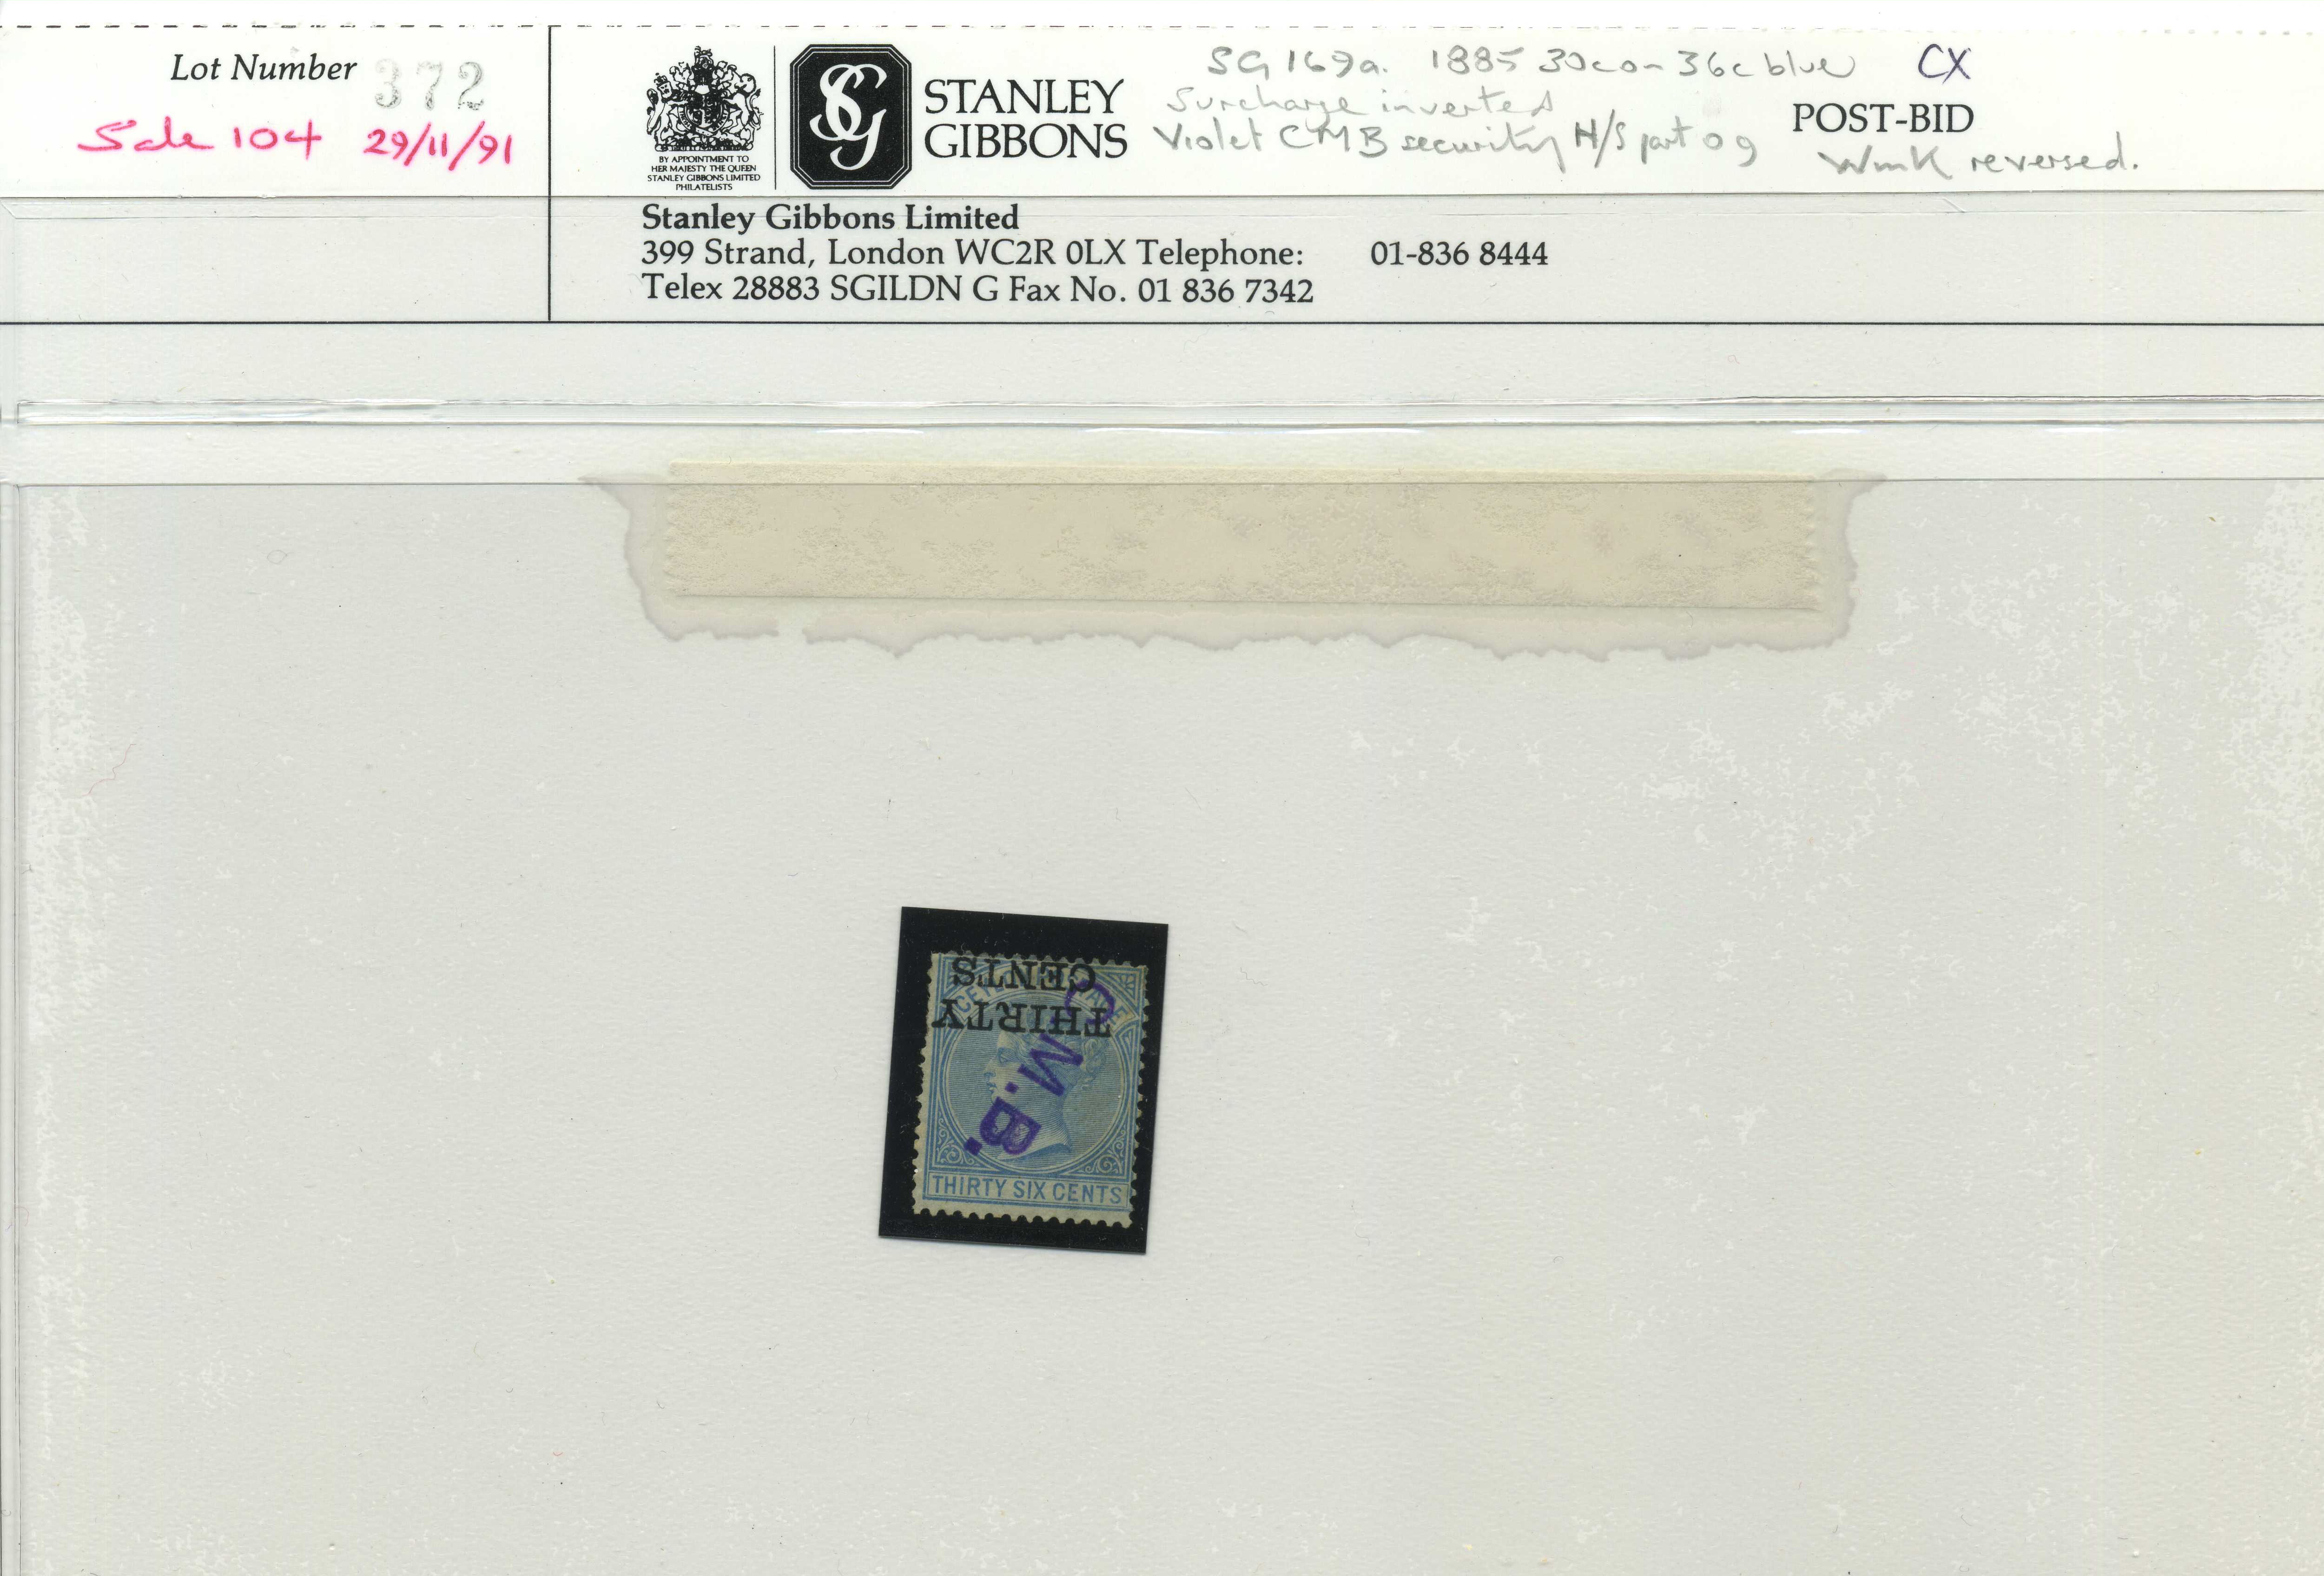 Lot Number 372
Sale 104 29/11/91
BY APPOINTMENT TO
HER MAJESTY THE QUEEN
STANLEY GIBBONS LIMITED
PHILATELISTS
SG
STANLEY
GIBBONS
SG 169a. 1885 30c on 36c blue CX
Surcharge inverted
Violet CMB security H/S part og
POST-BID
Wmk reversed.
Stanley Gibbons Limited
399 Strand, London WC2R 0LX Telephone: 01-836 8444
Telex 28883 SGILDN G Fax No. 01 836 7342
THIRTY
CENTS
C.M.B.
THIRTY SIX CENTS